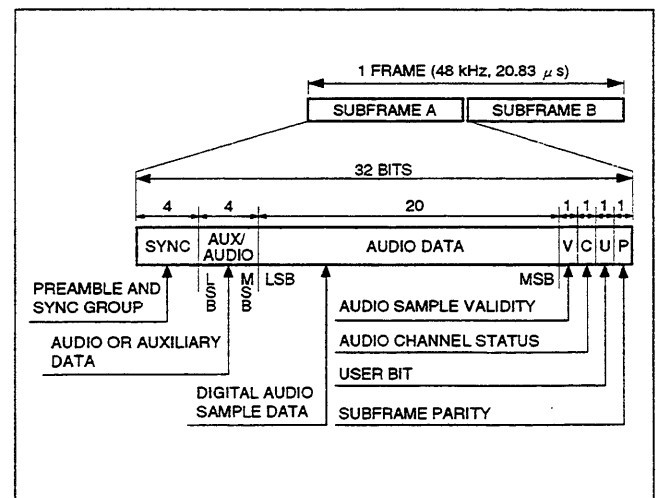 1 FRAME (48 kHz, 20.83 μs)
SUBFRAME A SUBFRAME B
32 BITS
4 4 20 1 1 1 1
SYNC AUX/AUDIO AUDIO DATA V C U P
LSB MSB LSB MSB
PREAMBLE AND
SYNC GROUP
AUDIO SAMPLE VALIDITY
AUDIO OR AUXILIARY
DATA
AUDIO CHANNEL STATUS
USER BIT
DIGITAL AUDIO
SAMPLE DATA
SUBFRAME PARITY